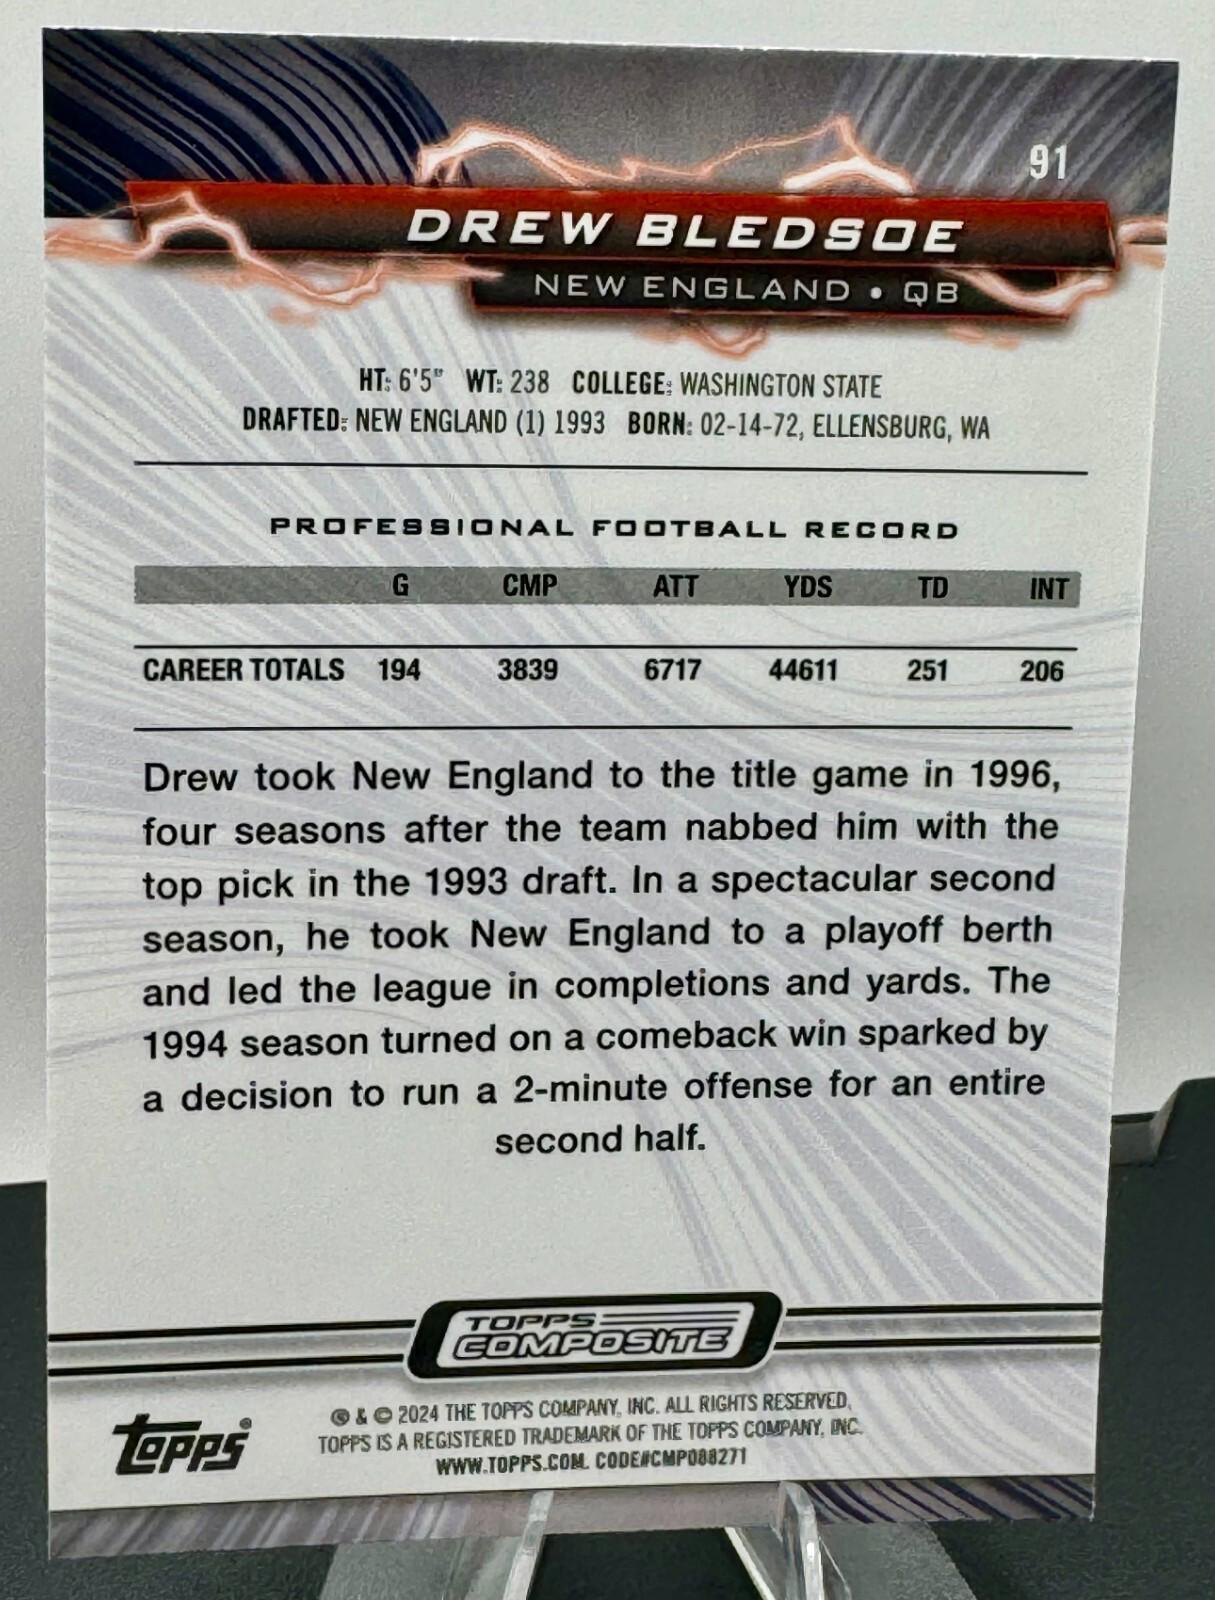 91
DREW BLEDSOE
NEW ENGLAND • QB
HT: 6'5" WT: 238 COLLEGE: WASHINGTON STATE
DRAFTED: NEW ENGLAND (1) 1993 BORN: 02-14-72, ELLENSBURG, WA
PROFESSIONAL FOOTBALL RECORD
G CMP ATT YDS TD INT
CAREER TOTALS 194 3839 6717 44611 251 206
Drew took New England to the title game in 1996,
four seasons after the team nabbed him with the
top pick in the 1993 draft. In a spectacular second
season, he took New England to a playoff berth
and led the league in completions and yards. The
1994 season turned on a comeback win sparked by
a decision to run a 2-minute offense for an entire
second half.
TOPPS
COMPOSITE
Topps®
® & © 2024 THE TOPPS COMPANY, INC. ALL RIGHTS RESERVED.
TOPPS IS A REGISTERED TRADEMARK OF THE TOPPS COMPANY, INC.
WWW.TOPPS.COM. CODE#CMP088271